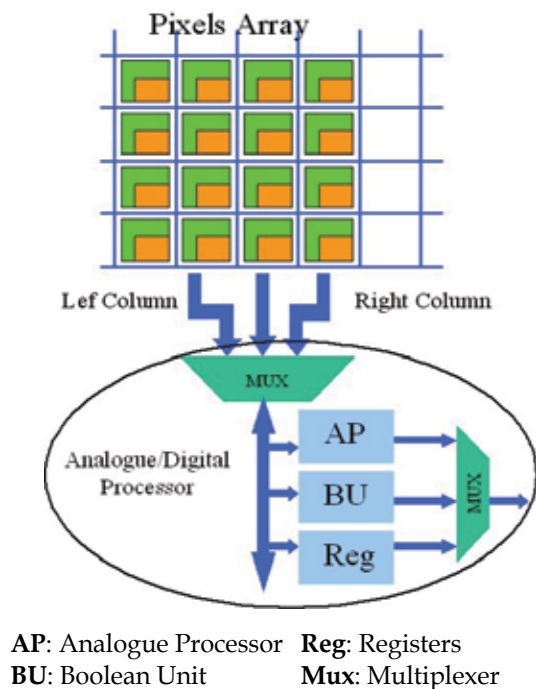 Pixels Array
Lef Column
Right Column
MUX
Analogue/Digital
Processor
AP
BU
Reg
MUX
AP: Analogue Processor Reg: Registers
BU: Boolean Unit Mux: Multiplexer